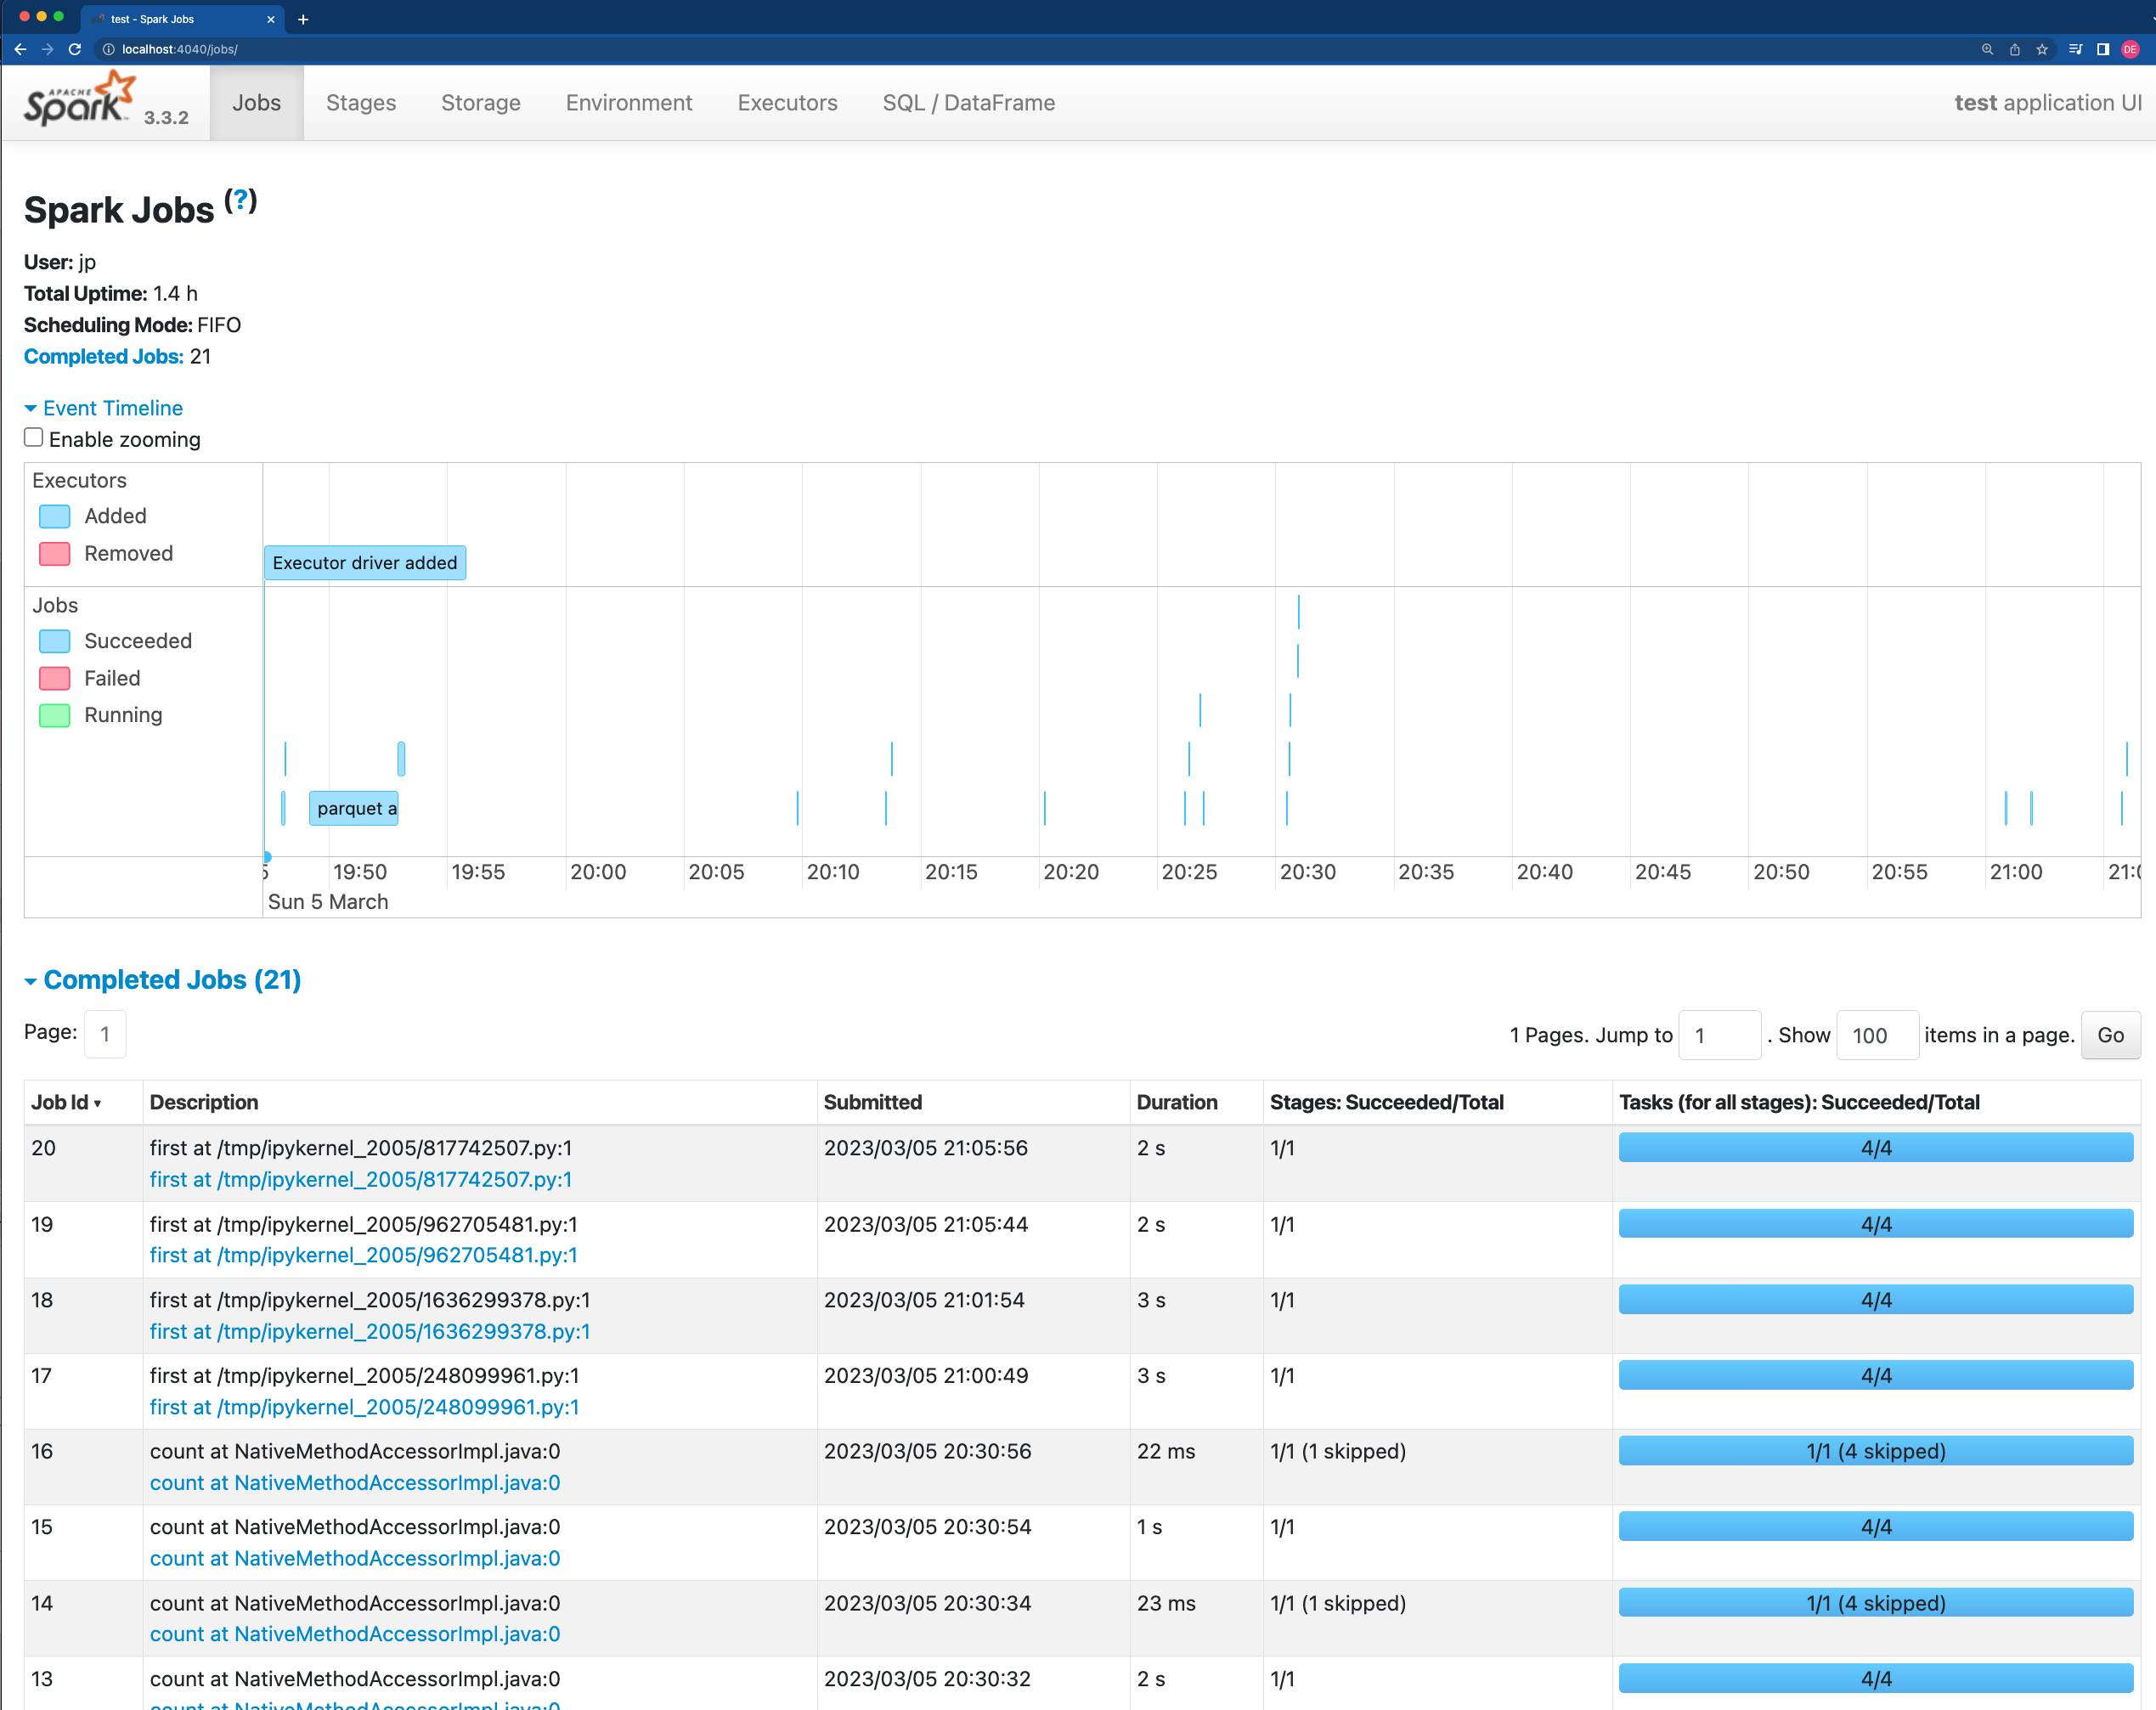 test - Spark Jobs
localhost:4040/jobs/
DE
APACHE
Spark 3.3.2
Jobs Stages Storage Environment Executors SQL / DataFrame test application UI
Spark Jobs (?)
User: jp
Total Uptime: 1.4 h
Scheduling Mode: FIFO
Completed Jobs: 21
Event Timeline
Enable zooming
Executors
Added
Removed
Executor driver added
Jobs
Succeeded
Failed
Running
parquet a
19:50 19:55 20:00 20:05 20:10 20:15 20:20 20:25 20:30 20:35 20:40 20:45 20:50 20:55 21:00
Sun 5 March
Completed Jobs (21)
Page: 1
1 Pages. Jump to 1 . Show 100 items in a page. Go
Job Id ▾ Description Submitted Duration Stages: Succeeded/Total Tasks (for all stages): Succeeded/Total
20 first at /tmp/ipykernel_2005/817742507.py:1 2023/03/05 21:05:56 2 s 1/1 4/4
first at /tmp/ipykernel_2005/817742507.py:1
19 first at /tmp/ipykernel_2005/962705481.py:1 2023/03/05 21:05:44 2 s 1/1 4/4
first at /tmp/ipykernel_2005/962705481.py:1
18 first at /tmp/ipykernel_2005/1636299378.py:1 2023/03/05 21:01:54 3 s 1/1 4/4
first at /tmp/ipykernel_2005/1636299378.py:1
17 first at /tmp/ipykernel_2005/248099961.py:1 2023/03/05 21:00:49 3 s 1/1 4/4
first at /tmp/ipykernel_2005/248099961.py:1
16 count at NativeMethodAccessorImpl.java:0 2023/03/05 20:30:56 22 ms 1/1 (1 skipped) 1/1 (4 skipped)
count at NativeMethodAccessorImpl.java:0
15 count at NativeMethodAccessorImpl.java:0 2023/03/05 20:30:54 1 s 1/1 4/4
count at NativeMethodAccessorImpl.java:0
14 count at NativeMethodAccessorImpl.java:0 2023/03/05 20:30:34 23 ms 1/1 (1 skipped) 1/1 (4 skipped)
count at NativeMethodAccessorImpl.java:0
13 count at NativeMethodAccessorImpl.java:0 2023/03/05 20:30:32 2 s 1/1 4/4
count at NativeMethodAccessorImpl.java:0